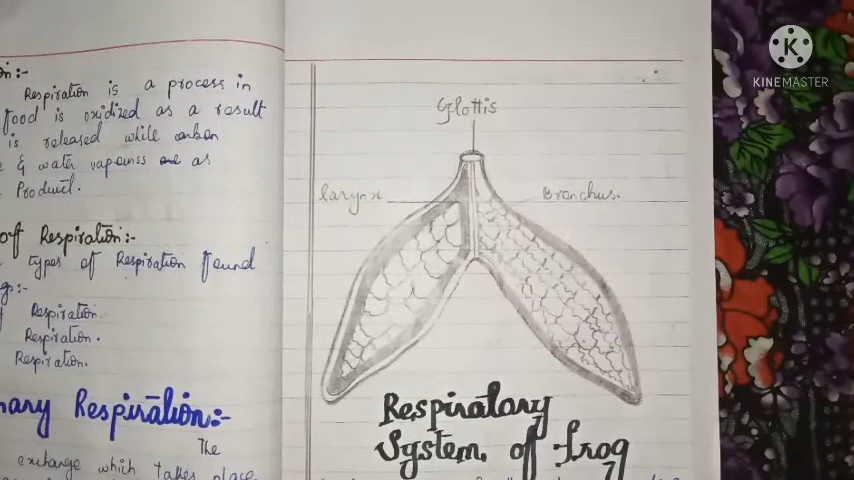 on:-
Respiration is a process in
food is oxidized as a result
is released while carbon
& water vapours as
Product.
of Respiration:-
types of Respiration found
Respiration.
Respiration.
Respiration.
nary Respiration:-
The
exchange which takes place
Glottis
larynx
Bronchus.
Respiratory
System of frog
K
KINEMASTER